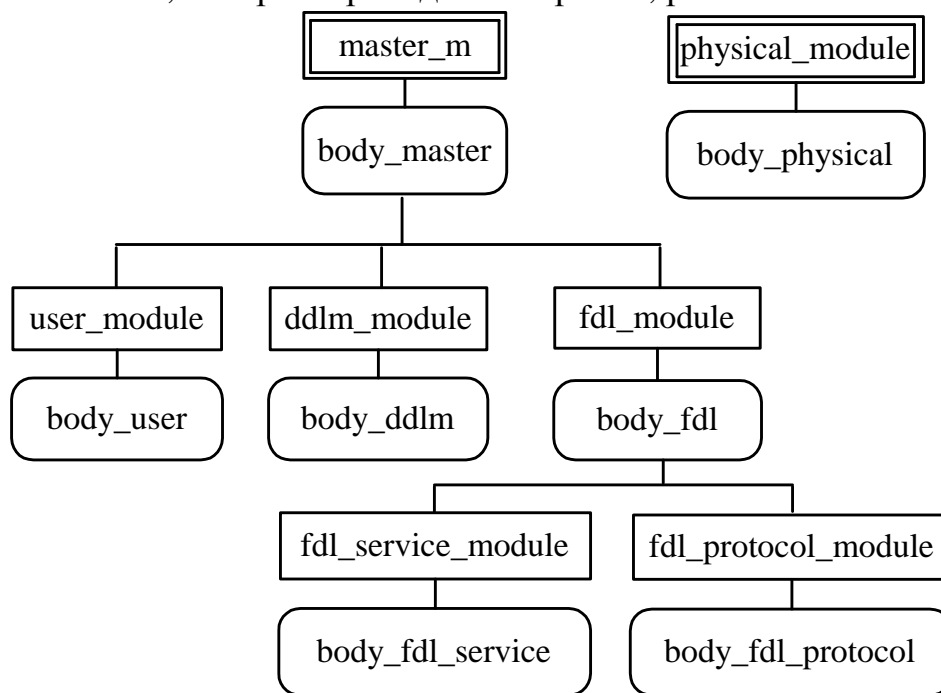 master_m
physical_module
body_master
body_physical
user_module
ddlm_module
fdl_module
body_user
body_ddlm
body_fdl
fdl_service_module
fdl_protocol_module
body_fdl_service
body_fdl_protocol